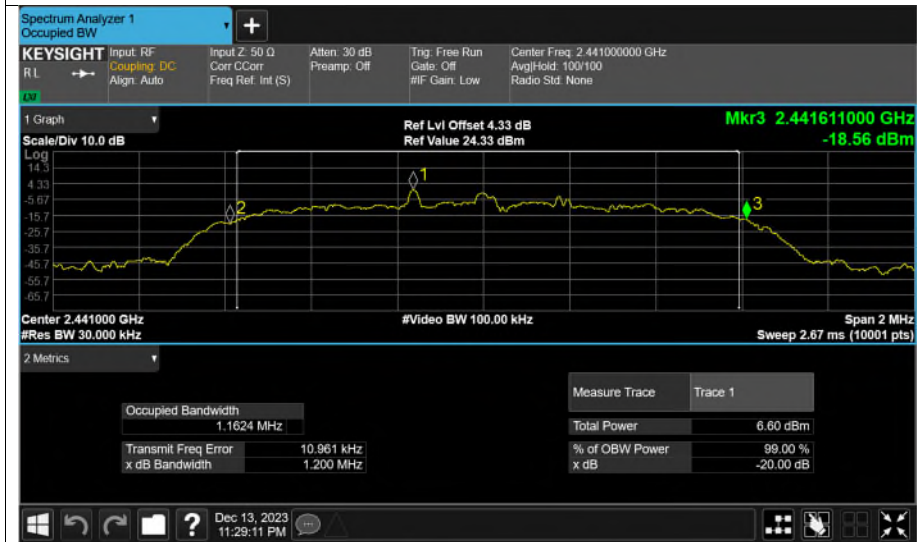 Spectrum Analyzer 1
Occupied BW
+
KEYSIGHT
RL
LXI
Input: RF
Coupling: DC
Align: Auto
Input Z: 50 Ω
Corr CCorr
Freq Ref: Int (S)
Atten: 30 dB
Preamp: Off
Trig: Free Run
Gate: Off
#IF Gain: Low
Center Freq: 2.441000000 GHz
Avg|Hold: 100/100
Radio Std: None
1 Graph
Scale/Div 10.0 dB
Ref Lvl Offset 4.33 dB
Ref Value 24.33 dBm
Mkr3 2.441611000 GHz
-18.56 dBm
Log
14.3
4.33
-5.67
-15.7
-25.7
-35.7
-45.7
-55.7
-65.7
1
2
3
Center 2.441000 GHz
#Res BW 30.000 kHz
#Video BW 100.00 kHz
Span 2 MHz
Sweep 2.67 ms (10001 pts)
2 Metrics
Occupied Bandwidth
1.1624 MHz
Transmit Freq Error 10.961 kHz
x dB Bandwidth 1.200 MHz
Measure Trace Trace 1
Total Power 6.60 dBm
% of OBW Power 99.00 %
x dB -20.00 dB
?
Dec 13, 2023
11:29:11 PM